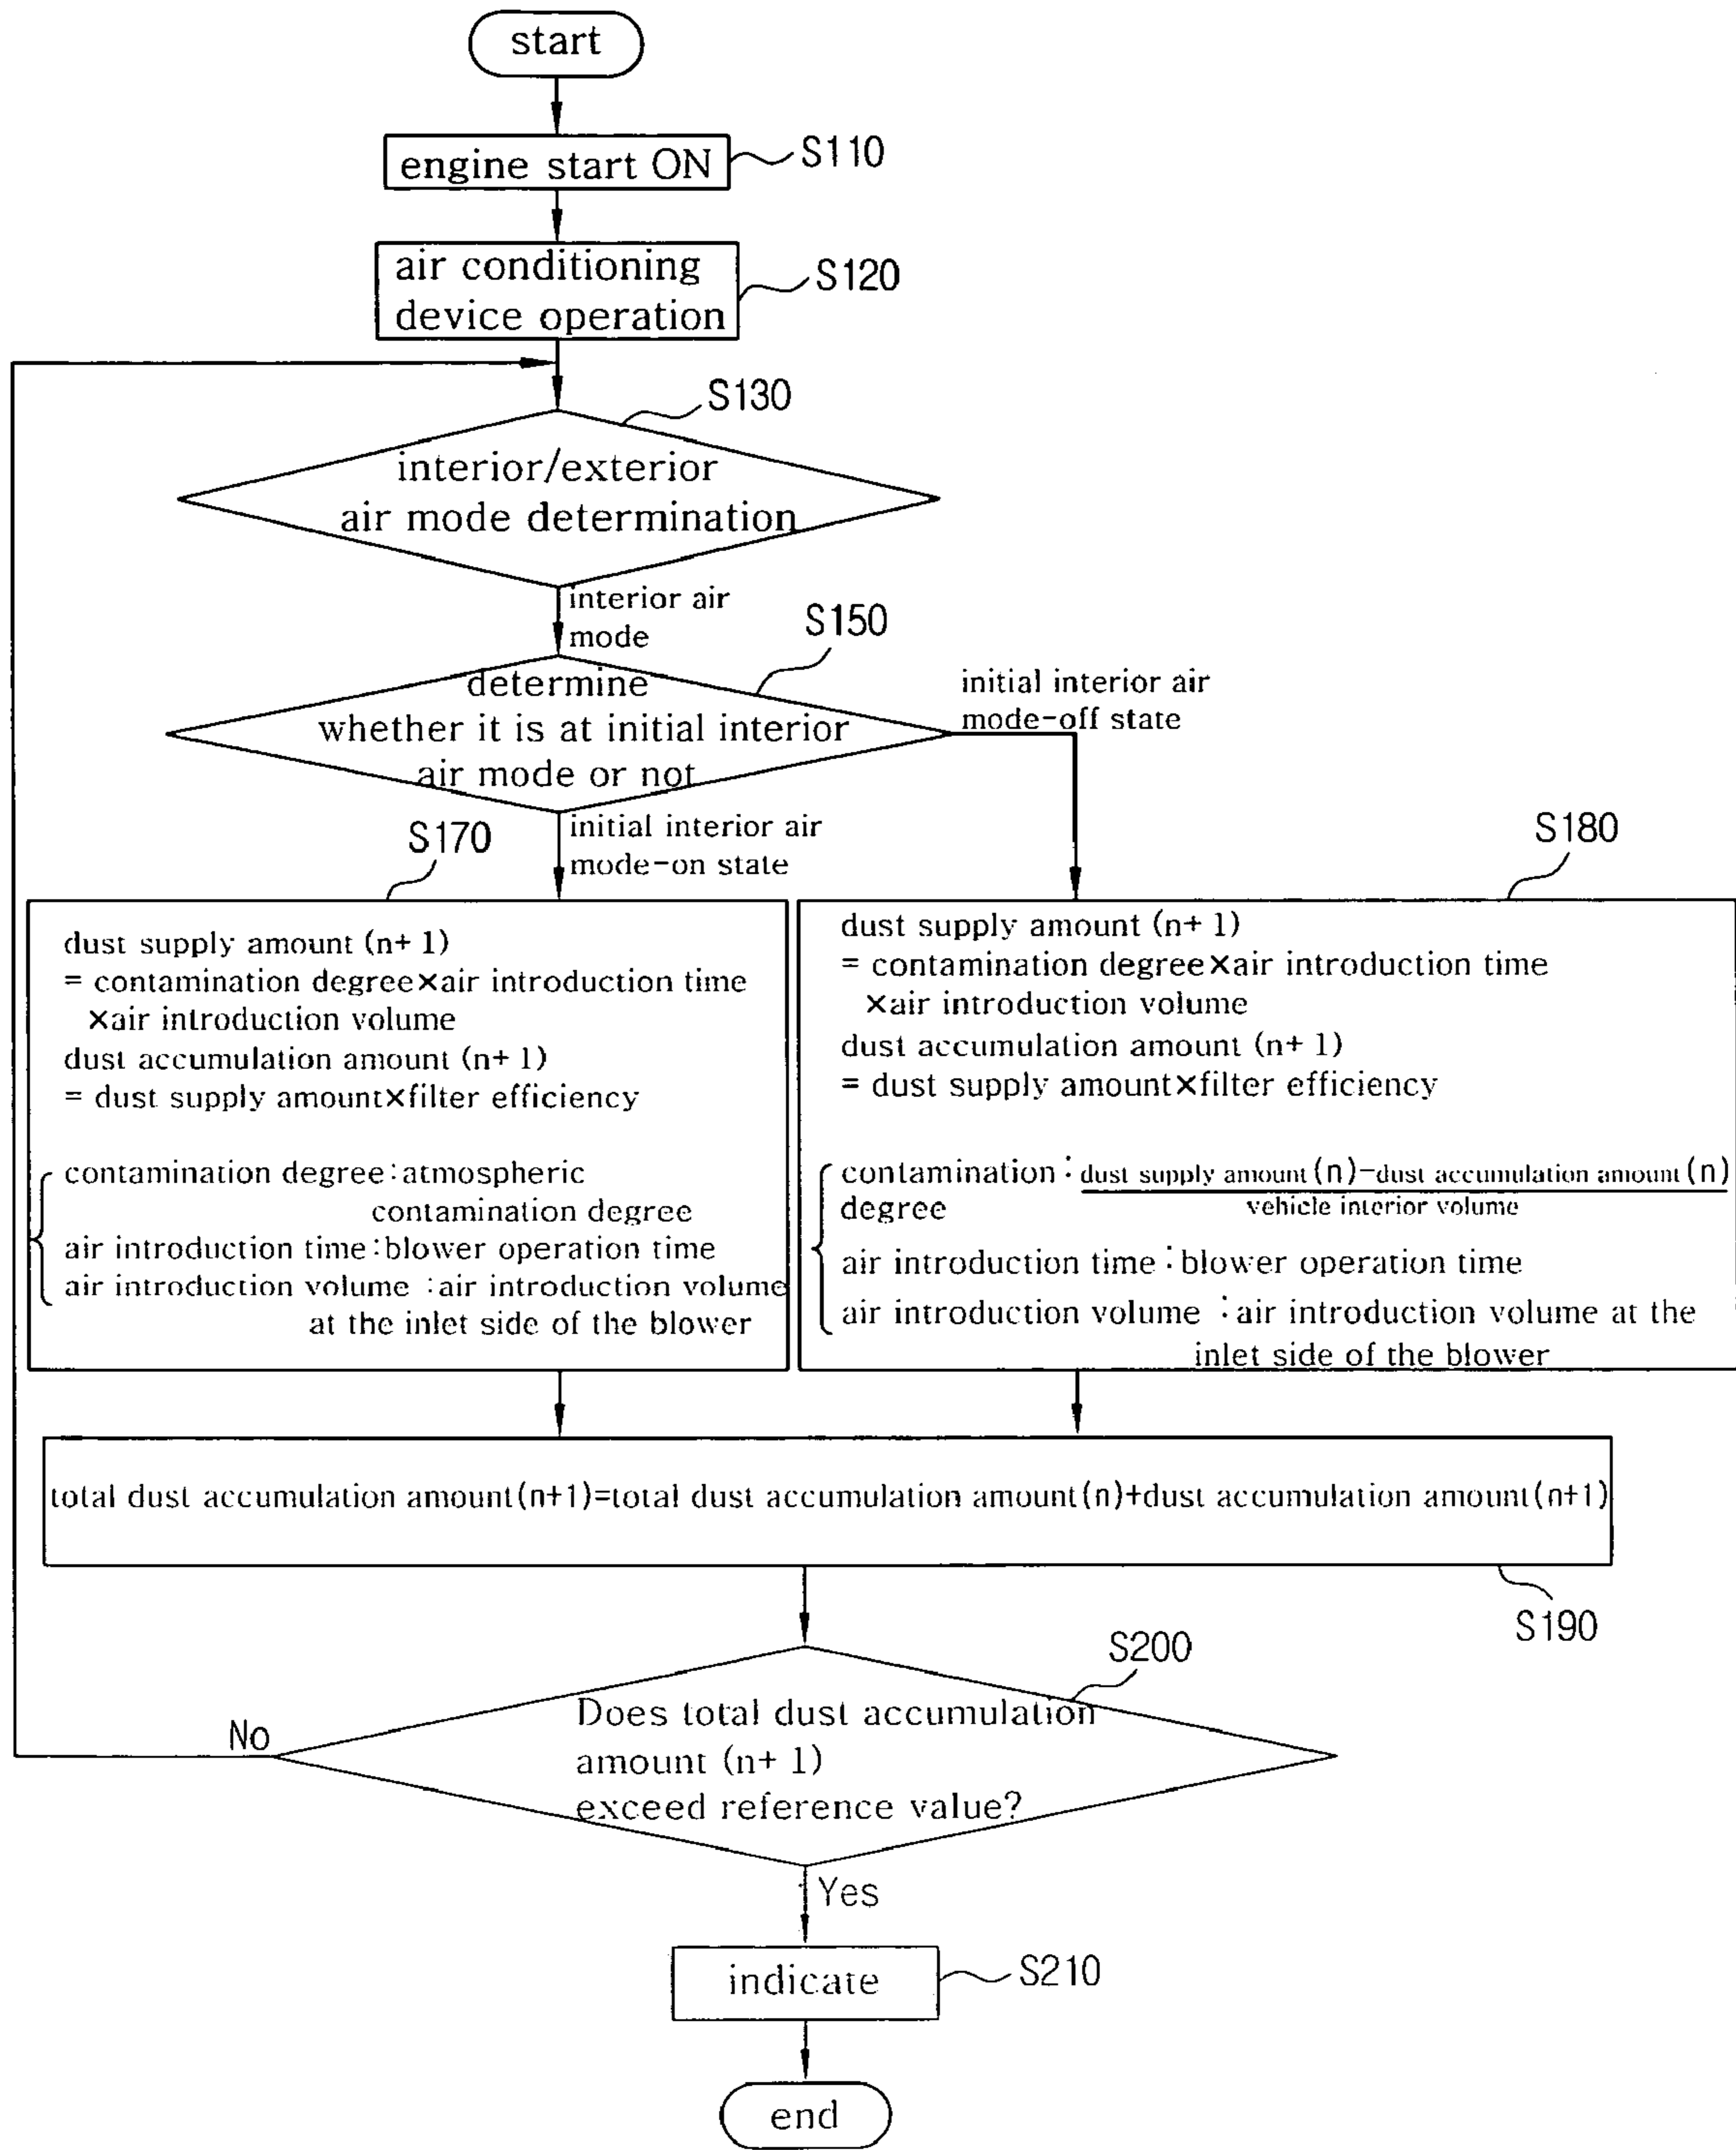 start
engine start ON
S110
air conditioning
device operation
S120
S130
interior/exterior
air mode determination
interior air
mode
S150
determine
whether it is at initial interior
air mode or not
initial interior air
mode-off state
S170
initial interior air
mode-on state
S180
dust supply amount (n+ 1)
= contamination degree×air introduction time
×air introduction volume
dust accumulation amount (n+ 1)
= dust supply amount×filter efficiency
contamination degree:atmospheric
contamination degree
air introduction time:blower operation time
air introduction volume :air introduction volume
at the inlet side of the blower
dust supply amount (n+ 1)
= contamination degree×air introduction time
×air introduction volume
dust accumulation amount (n+ 1)
= dust supply amount×filter efficiency
contamination : dust supply amount(n)-dust accumulation amount(n)
vehicle interior volume
degree
air introduction time:blower operation time
air introduction volume :air introduction volume at the
inlet side of the blower
total dust accumulation amount(n+1)=total dust accumulation amount(n)+dust accumulation amount(n+1)
S190
S200
Does total dust accumulation
amount (n+ 1)
exceed reference value?
No
Yes
indicate
S210
end